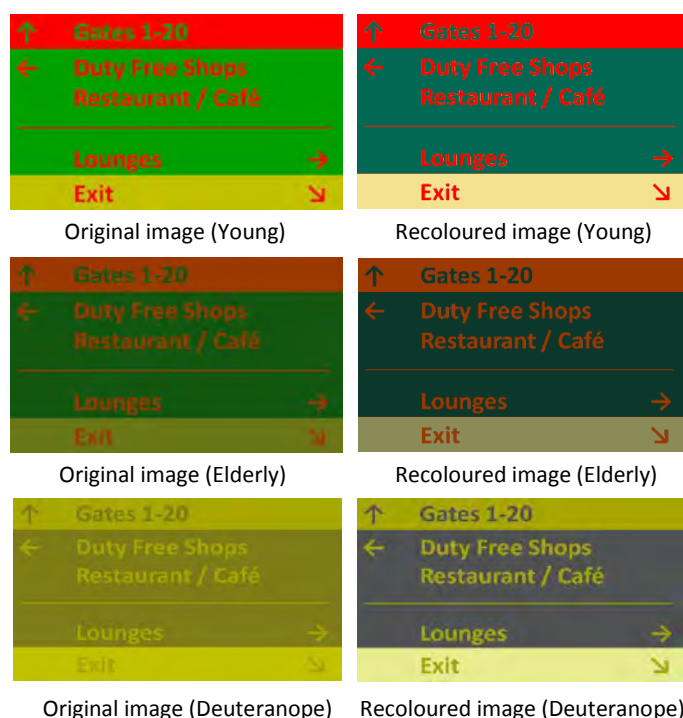 ↑ Gates 1-20 ↑ Gates 1-20
← Duty Free Shops ← Duty Free Shops
Restaurant / Café Restaurant / Café
Lounges → Lounges →
Exit ↘ Exit ↘
Original image (Young) Recoloured image (Young)
↑ Gates 1-20 ↑ Gates 1-20
← Duty Free Shops ← Duty Free Shops
Restaurant / Café Restaurant / Café
Lounges → Lounges →
Exit ↘ Exit ↘
Original image (Elderly) Recoloured image (Elderly)
↑ Gates 1-20 ↑ Gates 1-20
← Duty Free Shops ← Duty Free Shops
Restaurant / Café Restaurant / Café
Lounges → Lounges →
Exit ↘ Exit ↘
Original image (Deuteranope) Recoloured image (Deuteranope)